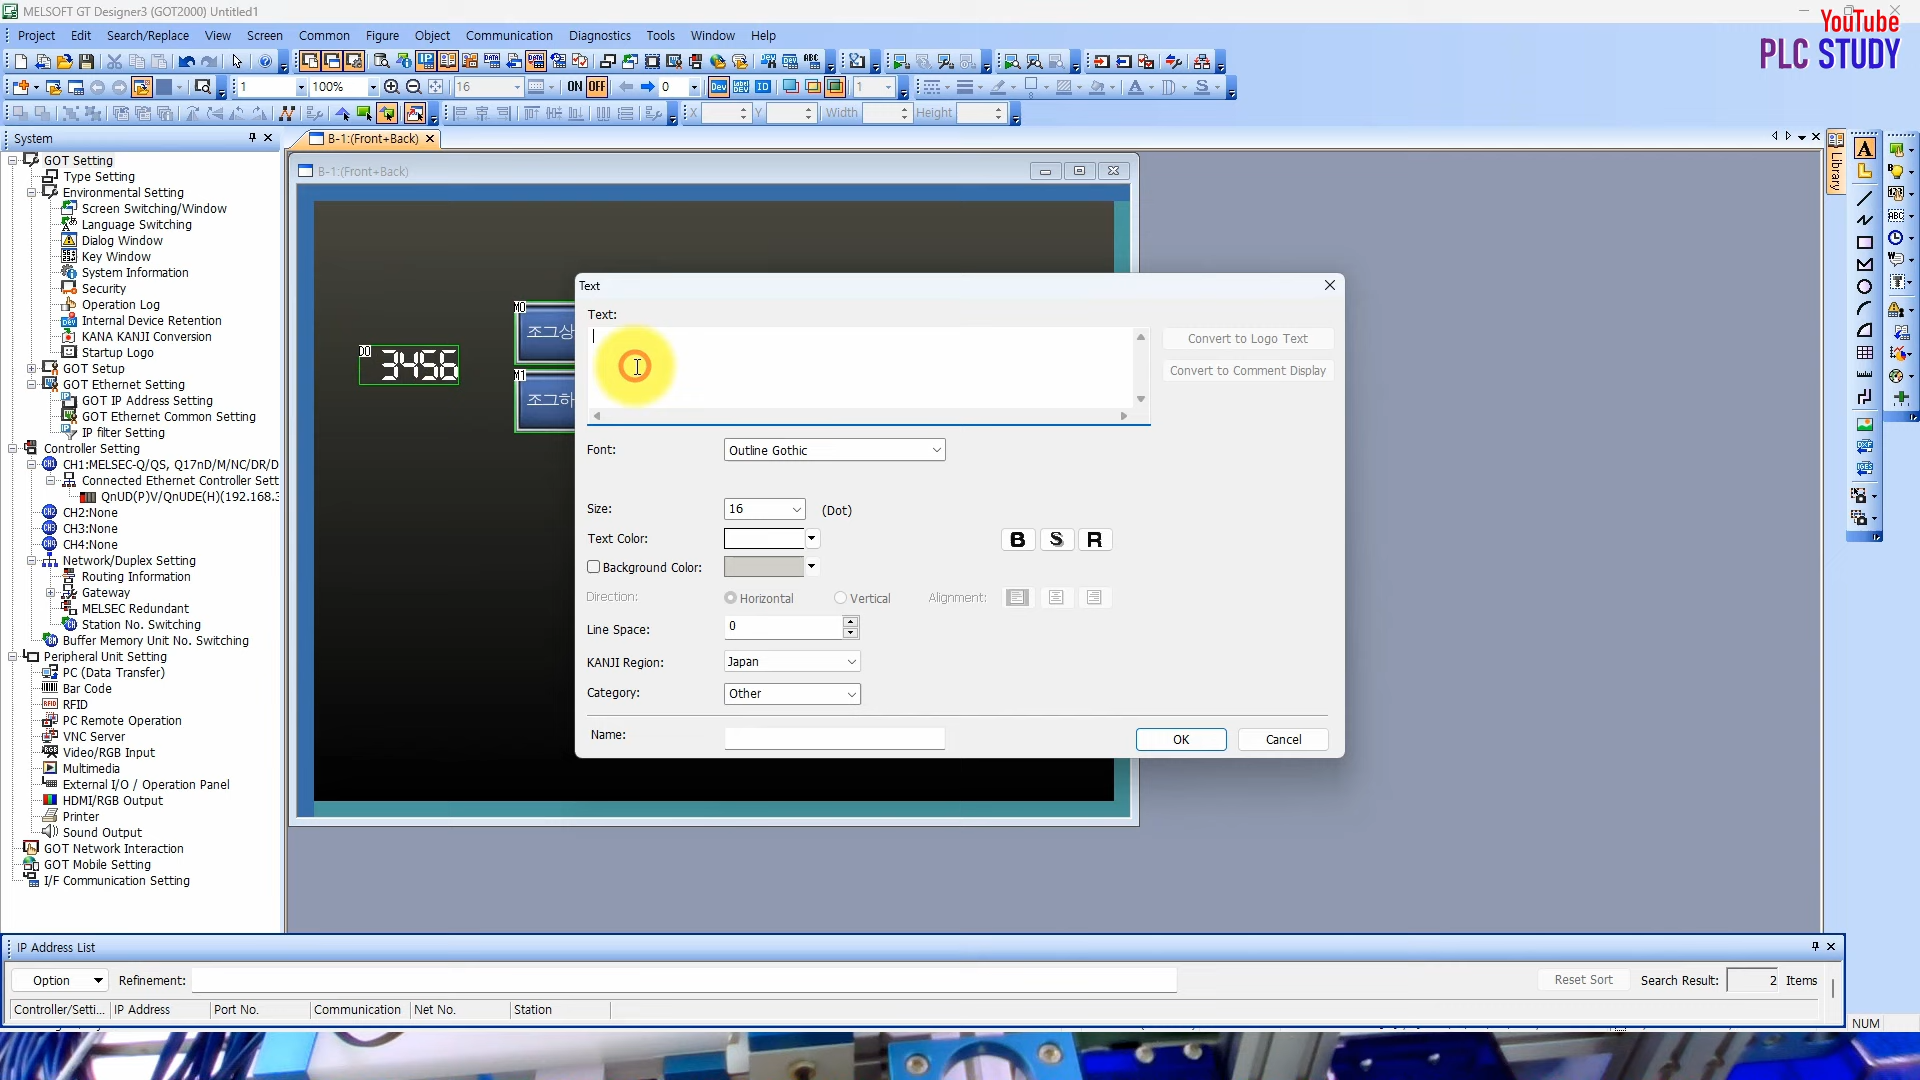 MELSOFT GT Designer3 (GOT2000) Untitled1
YouTube
PLC STUDY
Project Edit Search/Replace View Screen Common Figure Object Communication Diagnostics Tools Window Help
1 100% 16 ON OFF 0 Dev ID 1
X Y Width Height
System
B-1:(Front+Back)
B-1:(Front+Back)
Library
GOT Setting
Type Setting
Environmental Setting
Screen Switching/Window
Language Switching
Dialog Window
Key Window
System Information
Security
Operation Log
Internal Device Retention
KANA KANJI Conversion
Startup Logo
GOT Setup
GOT Ethernet Setting
GOT IP Address Setting
GOT Ethernet Common Setting
IP filter Setting
Controller Setting
CH1:MELSEC-Q/QS, Q17nD/M/NC/DR/D
Connected Ethernet Controller Sett
QnUD(P)V/QnUDE(H)(192.168.3
CH2:None
CH3:None
CH4:None
Network/Duplex Setting
Routing Information
Gateway
MELSEC Redundant
Station No. Switching
Buffer Memory Unit No. Switching
Peripheral Unit Setting
PC (Data Transfer)
Bar Code
RFID
PC Remote Operation
VNC Server
Video/RGB Input
Multimedia
External I/O / Operation Panel
HDMI/RGB Output
Printer
Sound Output
GOT Network Interaction
GOT Mobile Setting
I/F Communication Setting
D0
3456
M0
조그상
M1
조그하
Text
Text:
Convert to Logo Text
Convert to Comment Display
Font: Outline Gothic
Size: 16 (Dot)
Text Color: B S R
Background Color:
Direction: Horizontal Vertical Alignment:
Line Space: 0
KANJI Region: Japan
Category: Other
Name:
OK Cancel
IP Address List
Option Refinement: Reset Sort Search Result: 2 Items
Controller/Setti... IP Address Port No. Communication Net No. Station
NUM